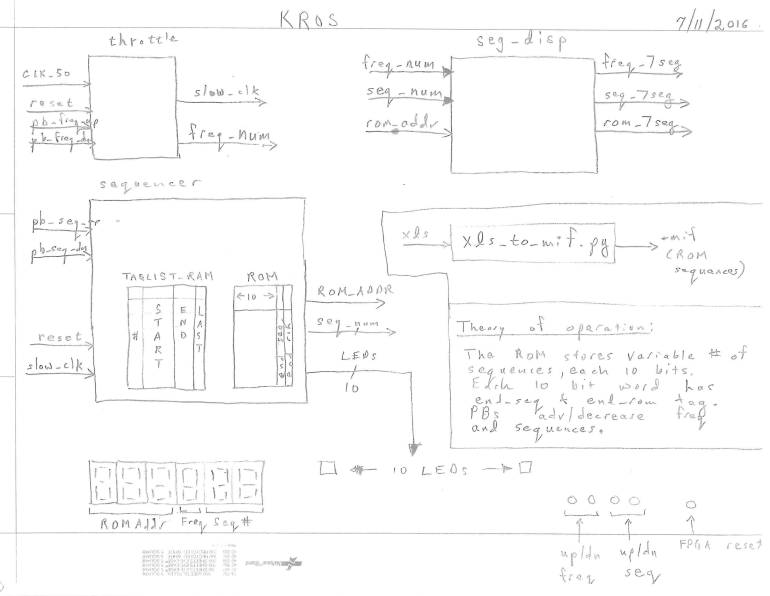 KROS
7/11/2016
throttle
CLK_50
reset
pb_freq_up
pb_freq_dn
slow_clk
freq_num
seg_disp
freq_num
seq_num
rom_addr
freq_7seg
seq_7seg
rom_7seg
sequencer
pb_seq_up
pb_seq_dn
reset
slow_clk
TAGLIST_RAM
#
START
END
LAST
ROM
10
ROM_ADDR
seq_num
LEDs
10
xls
xls_to_mif.py
.mif
(ROM
sequences)
Theory of operation:
The ROM stores variable # of
sequences, each 10 bits.
Each 10 bit word has
end_seq & end_rom tag.
PBs adv/decrease freq
and sequences.
10 LEDs
ROM Addr
Freq
Seq #
up/dn
freq
up/dn
seq
FPGA reset